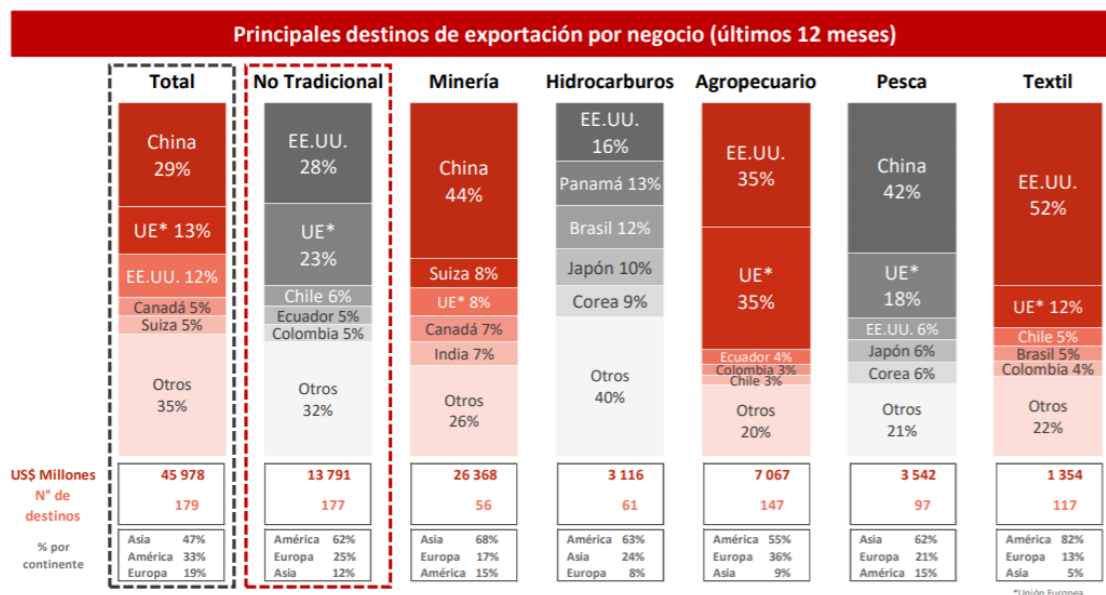 Principales destinos de exportación por negocio (últimos 12 meses)
Total
China
29%
UE* 13%
EE.UU. 12%
Canadá 5%
Suiza 5%
Otros
35%
No Tradicional
EE.UU.
28%
UE*
23%
Chile 6%
Ecuador 5%
Colombia 5%
Otros
32%
Minería
China
44%
Suiza 8%
UE* 8%
Canadá 7%
India 7%
Otros
26%
Hidrocarburos
EE.UU.
16%
Panamá 13%
Brasil 12%
Japón 10%
Corea 9%
Otros
40%
Agropecuario
EE.UU.
35%
UE*
35%
Ecuador 4%
Colombia 3%
Chile 3%
Otros
20%
Pesca
China
42%
UE*
18%
EE.UU. 6%
Japón 6%
Corea 6%
Otros
21%
Textil
EE.UU.
52%
UE* 12%
Chile 5%
Brasil 5%
Colombia 4%
Otros
22%
US$ Millones 45 978 13 791 26 368 3 116 7 067 3 542 1 354
N° de
destinos
179 177 56 61 147 97 117
% por
continente
Asia 47%
América 33%
Europa 19%
América 62%
Europa 25%
Asia 12%
Asia 68%
Europa 17%
América 15%
América 63%
Asia 24%
Europa 8%
América 55%
Europa 36%
Asia 9%
Asia 62%
Europa 21%
América 15%
América 82%
Europa 13%
Asia 5%
*Unión Europea